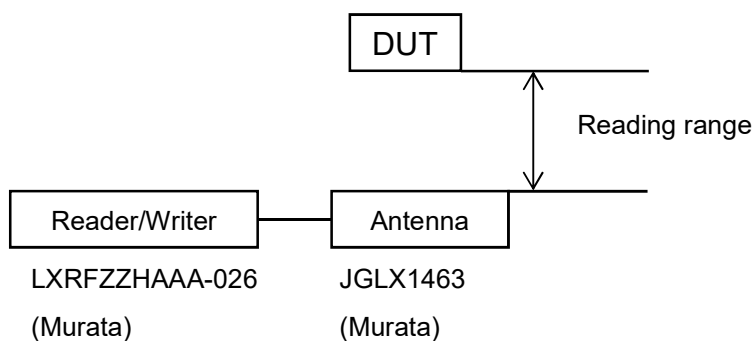 DUT
Reading range
Reader/Writer
Antenna
LXRFZZHAAA-026
JGLX1463
(Murata)
(Murata)